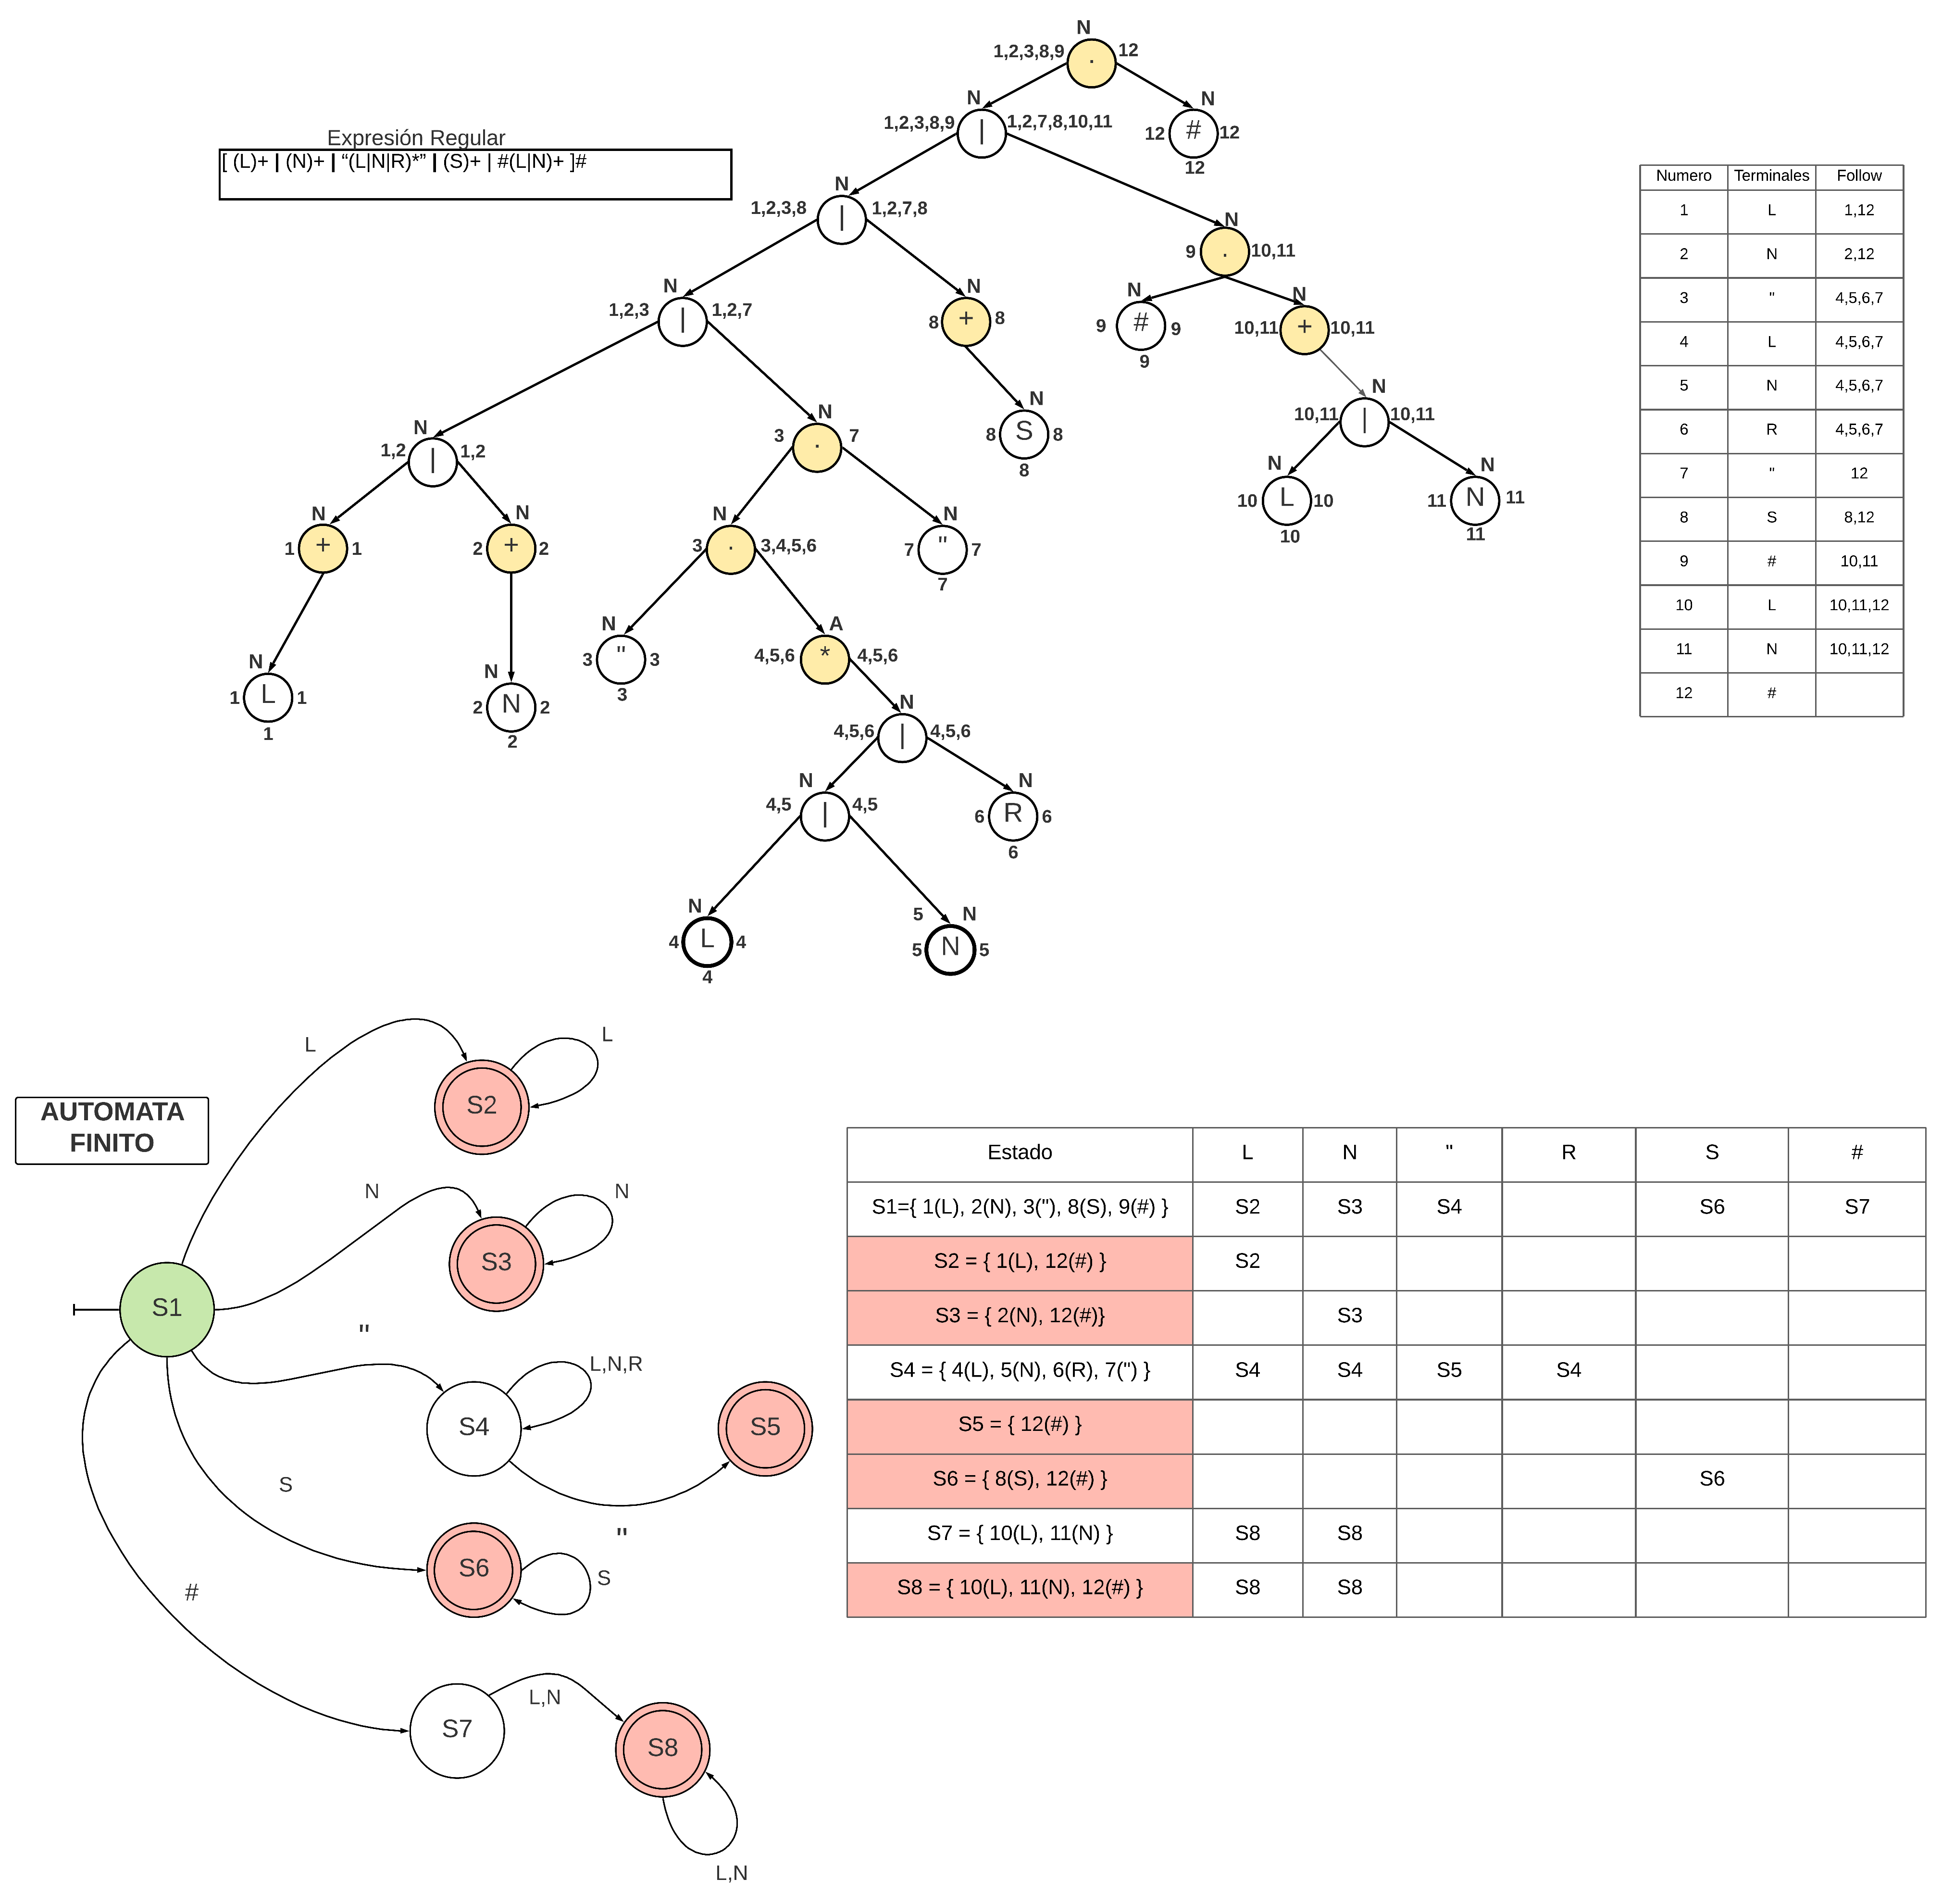 Expresión Regular
[ (L)+ | (N)+ | “(L|N|R)*” | (S)+ | #(L|N)+ ]#
N
1,2,3,8,9 . 12
N N
1,2,3,8,9 | 1,2,7,8,10,11 12 # 12
12
N N
1,2,3,8 | 1,2,7,8 9 . 10,11
N N N N
1,2,3 | 1,2,7 8 + 8 9 # 9 10,11 + 10,11
9
N N N N
1,2 | 1,2 3 . 7 8 S 8 10,11 | 10,11
8
N N N N N N
1 + 1 2 + 2 3 . 3,4,5,6 7 " 7 10 L 10 11 N 11
7 10 11
N N N A
1 L 1 2 N 2 3 " 3 4,5,6 * 4,5,6
1 2 3
N
4,5,6 | 4,5,6
N N
4,5 | 4,5 6 R 6
6
N 5 N
4 L 4 5 N 5
4
Numero Terminales Follow
1 L 1,12
2 N 2,12
3 " 4,5,6,7
4 L 4,5,6,7
5 N 4,5,6,7
6 R 4,5,6,7
7 " 12
8 S 8,12
9 # 10,11
10 L 10,11,12
11 N 10,11,12
12 #
AUTOMATA
FINITO
L
L
S2
N
N
S3
S1
"
L,N,R
S4
S5
S
"
S6
S
#
L,N
S7
S8
L,N
Estado L N " R S #
S1={ 1(L), 2(N), 3("), 8(S), 9(#) } S2 S3 S4 S6 S7
S2 = { 1(L), 12(#) } S2
S3 = { 2(N), 12(#)} S3
S4 = { 4(L), 5(N), 6(R), 7(") } S4 S4 S5 S4
S5 = { 12(#) }
S6 = { 8(S), 12(#) } S6
S7 = { 10(L), 11(N) } S8 S8
S8 = { 10(L), 11(N), 12(#) } S8 S8